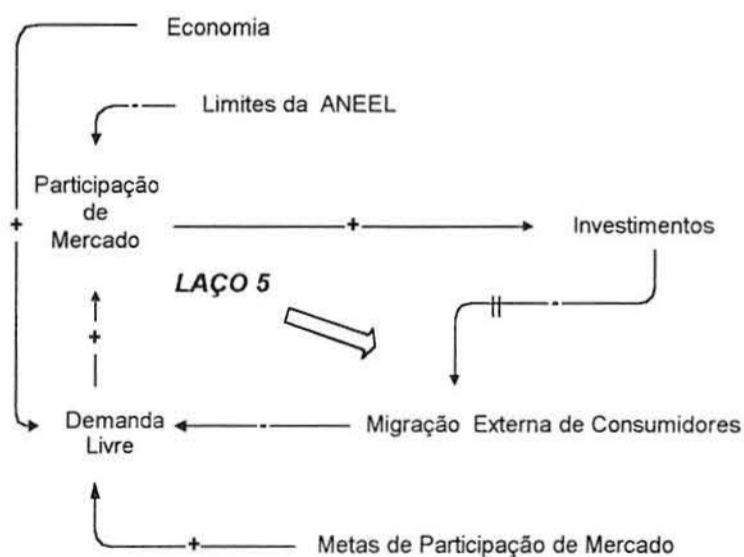 Economia
Limites da ANEEL
Participação
de
Mercado
+
+
Investimentos
LAÇO 5
-
-
+
Demanda
Livre
-
Migração Externa de Consumidores
+
Metas de Participação de Mercado